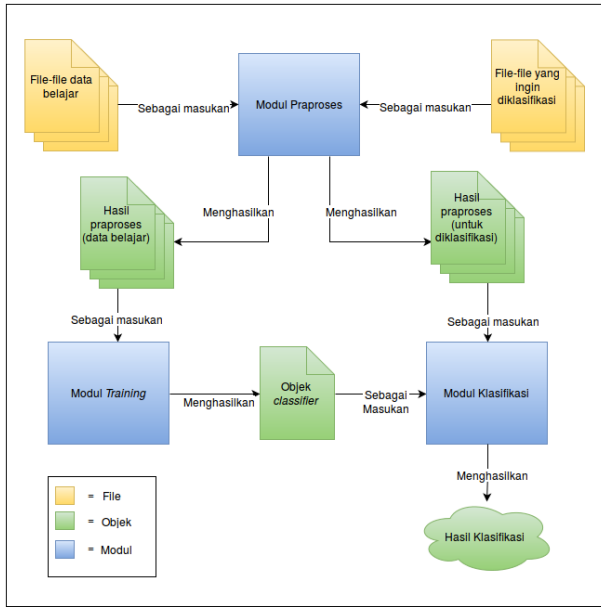 File-file data
belajar
Sebagai masukan
Modul Praproses
Sebagai masukan
File-file yang
ingin
diklasifikasi
Hasil
praproses
(data belajar)
Menghasilkan
Menghasilkan
Hasil
praproses
(untuk
diklasifikasi)
Sebagai masukan
Sebagai masukan
Modul Training
Menghasilkan
Objek
classifier
Sebagai
Masukan
Modul Klasifikasi
Menghasilkan
Hasil Klasifikasi
= File
= Objek
= Modul